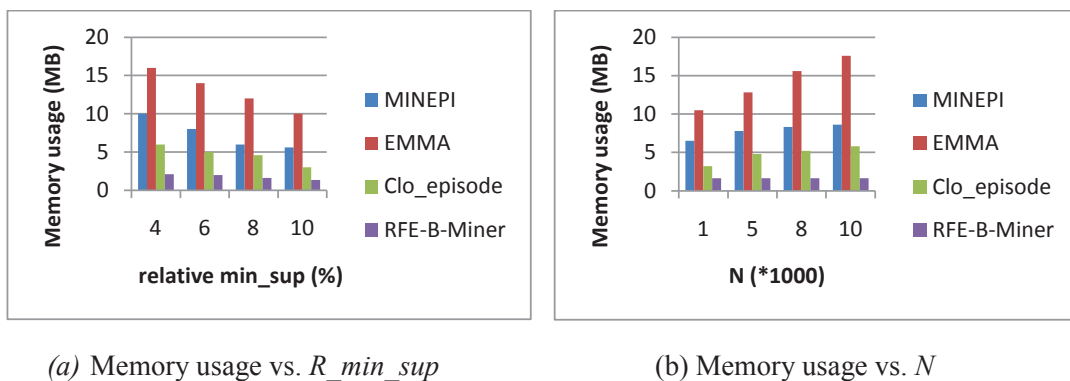 Memory usage (MB)
20
15
10
5
0
4 6 8 10
relative min_sup (%)
MINEPI
EMMA
Clo_episode
RFE-B-Miner
Memory usage (MB)
20
15
10
5
0
1 5 8 10
N (*1000)
MINEPI
EMMA
Clo_episode
RFE-B-Miner
(a) Memory usage vs. R_min_sup
(b) Memory usage vs. N